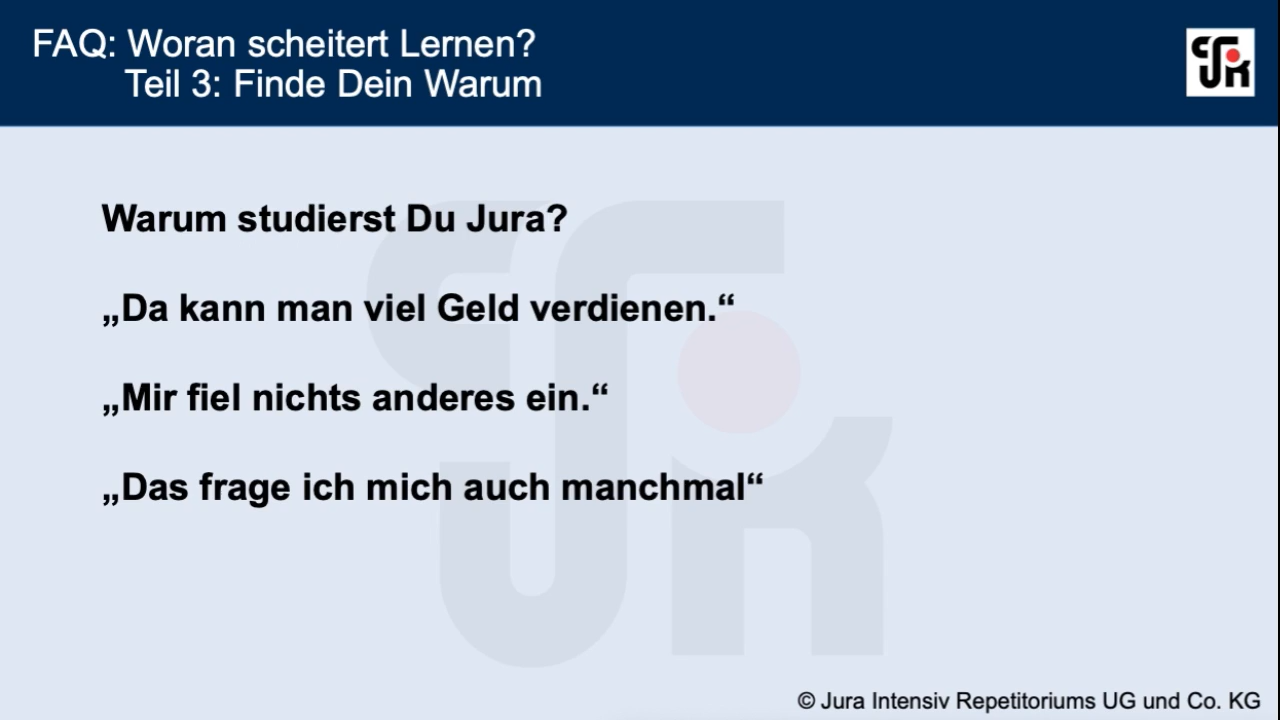 FAQ: Woran scheitert Lernen?
Teil 3: Finde Dein Warum
Warum studierst Du Jura?
„Da kann man viel Geld verdienen.“
„Mir fiel nichts anderes ein.“
„Das frage ich mich auch manchmal“
© Jura Intensiv Repetitoriums UG und Co. KG